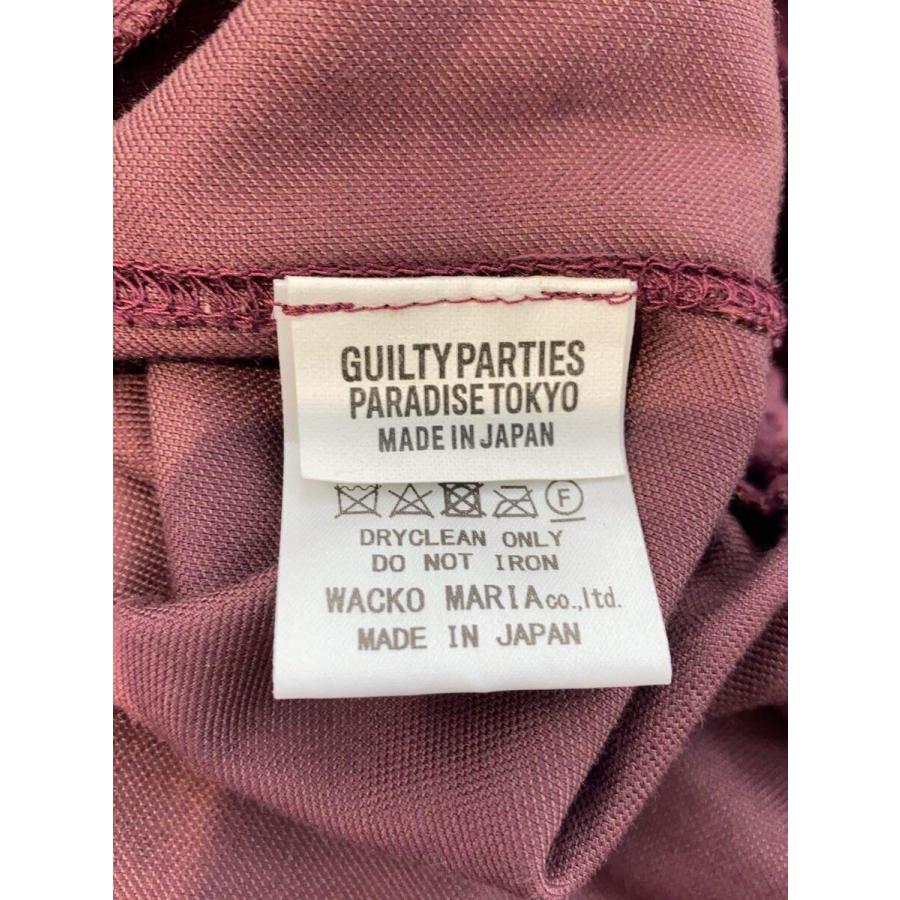 GUILTY PARTIES
PARADISE TOKYO
MADE IN JAPAN
F
DRYCLEAN ONLY
DO NOT IRON
WACKO MARIA co.,ltd.
MADE IN JAPAN